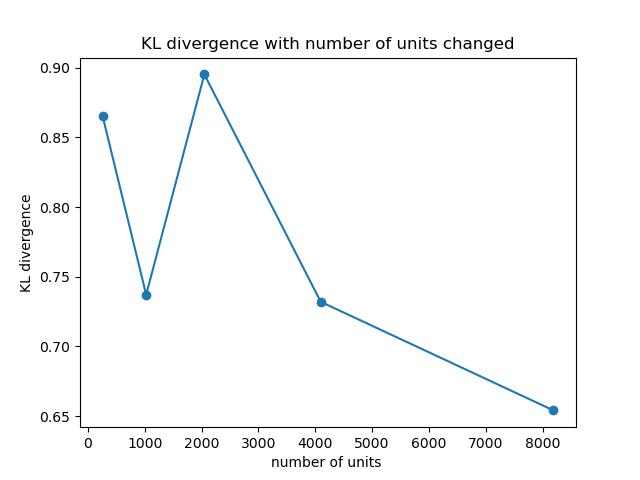 KL divergence with number of units changed
0.90
0.85
0.80
0.75
0.70
0.65
KL divergence
0 1000 2000 3000 4000 5000 6000 7000 8000
number of units